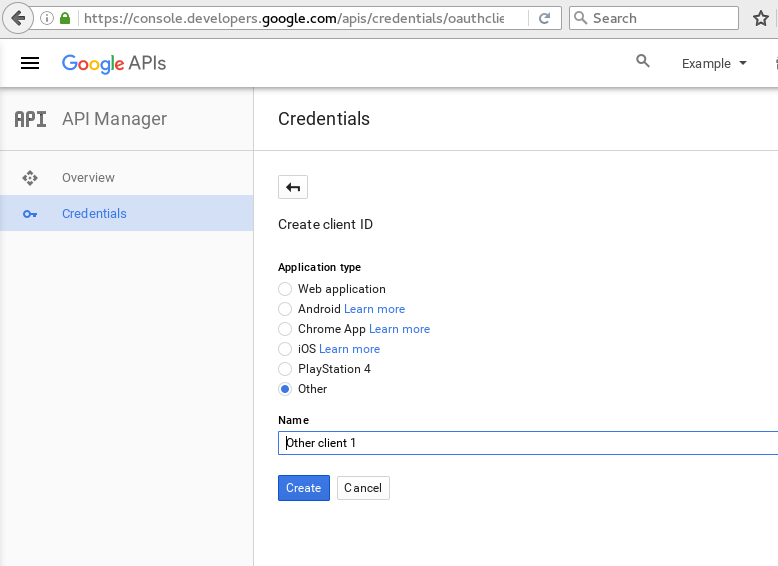 https://console.developers.google.com/apis/credentials/oauthclie
Search
Google APIs
Example
API
API Manager
Credentials
Overview
Credentials
Create client ID
Application type
Web application
Android Learn more
Chrome App Learn more
iOS Learn more
PlayStation 4
Other
Name
Other client 1
Create Cancel